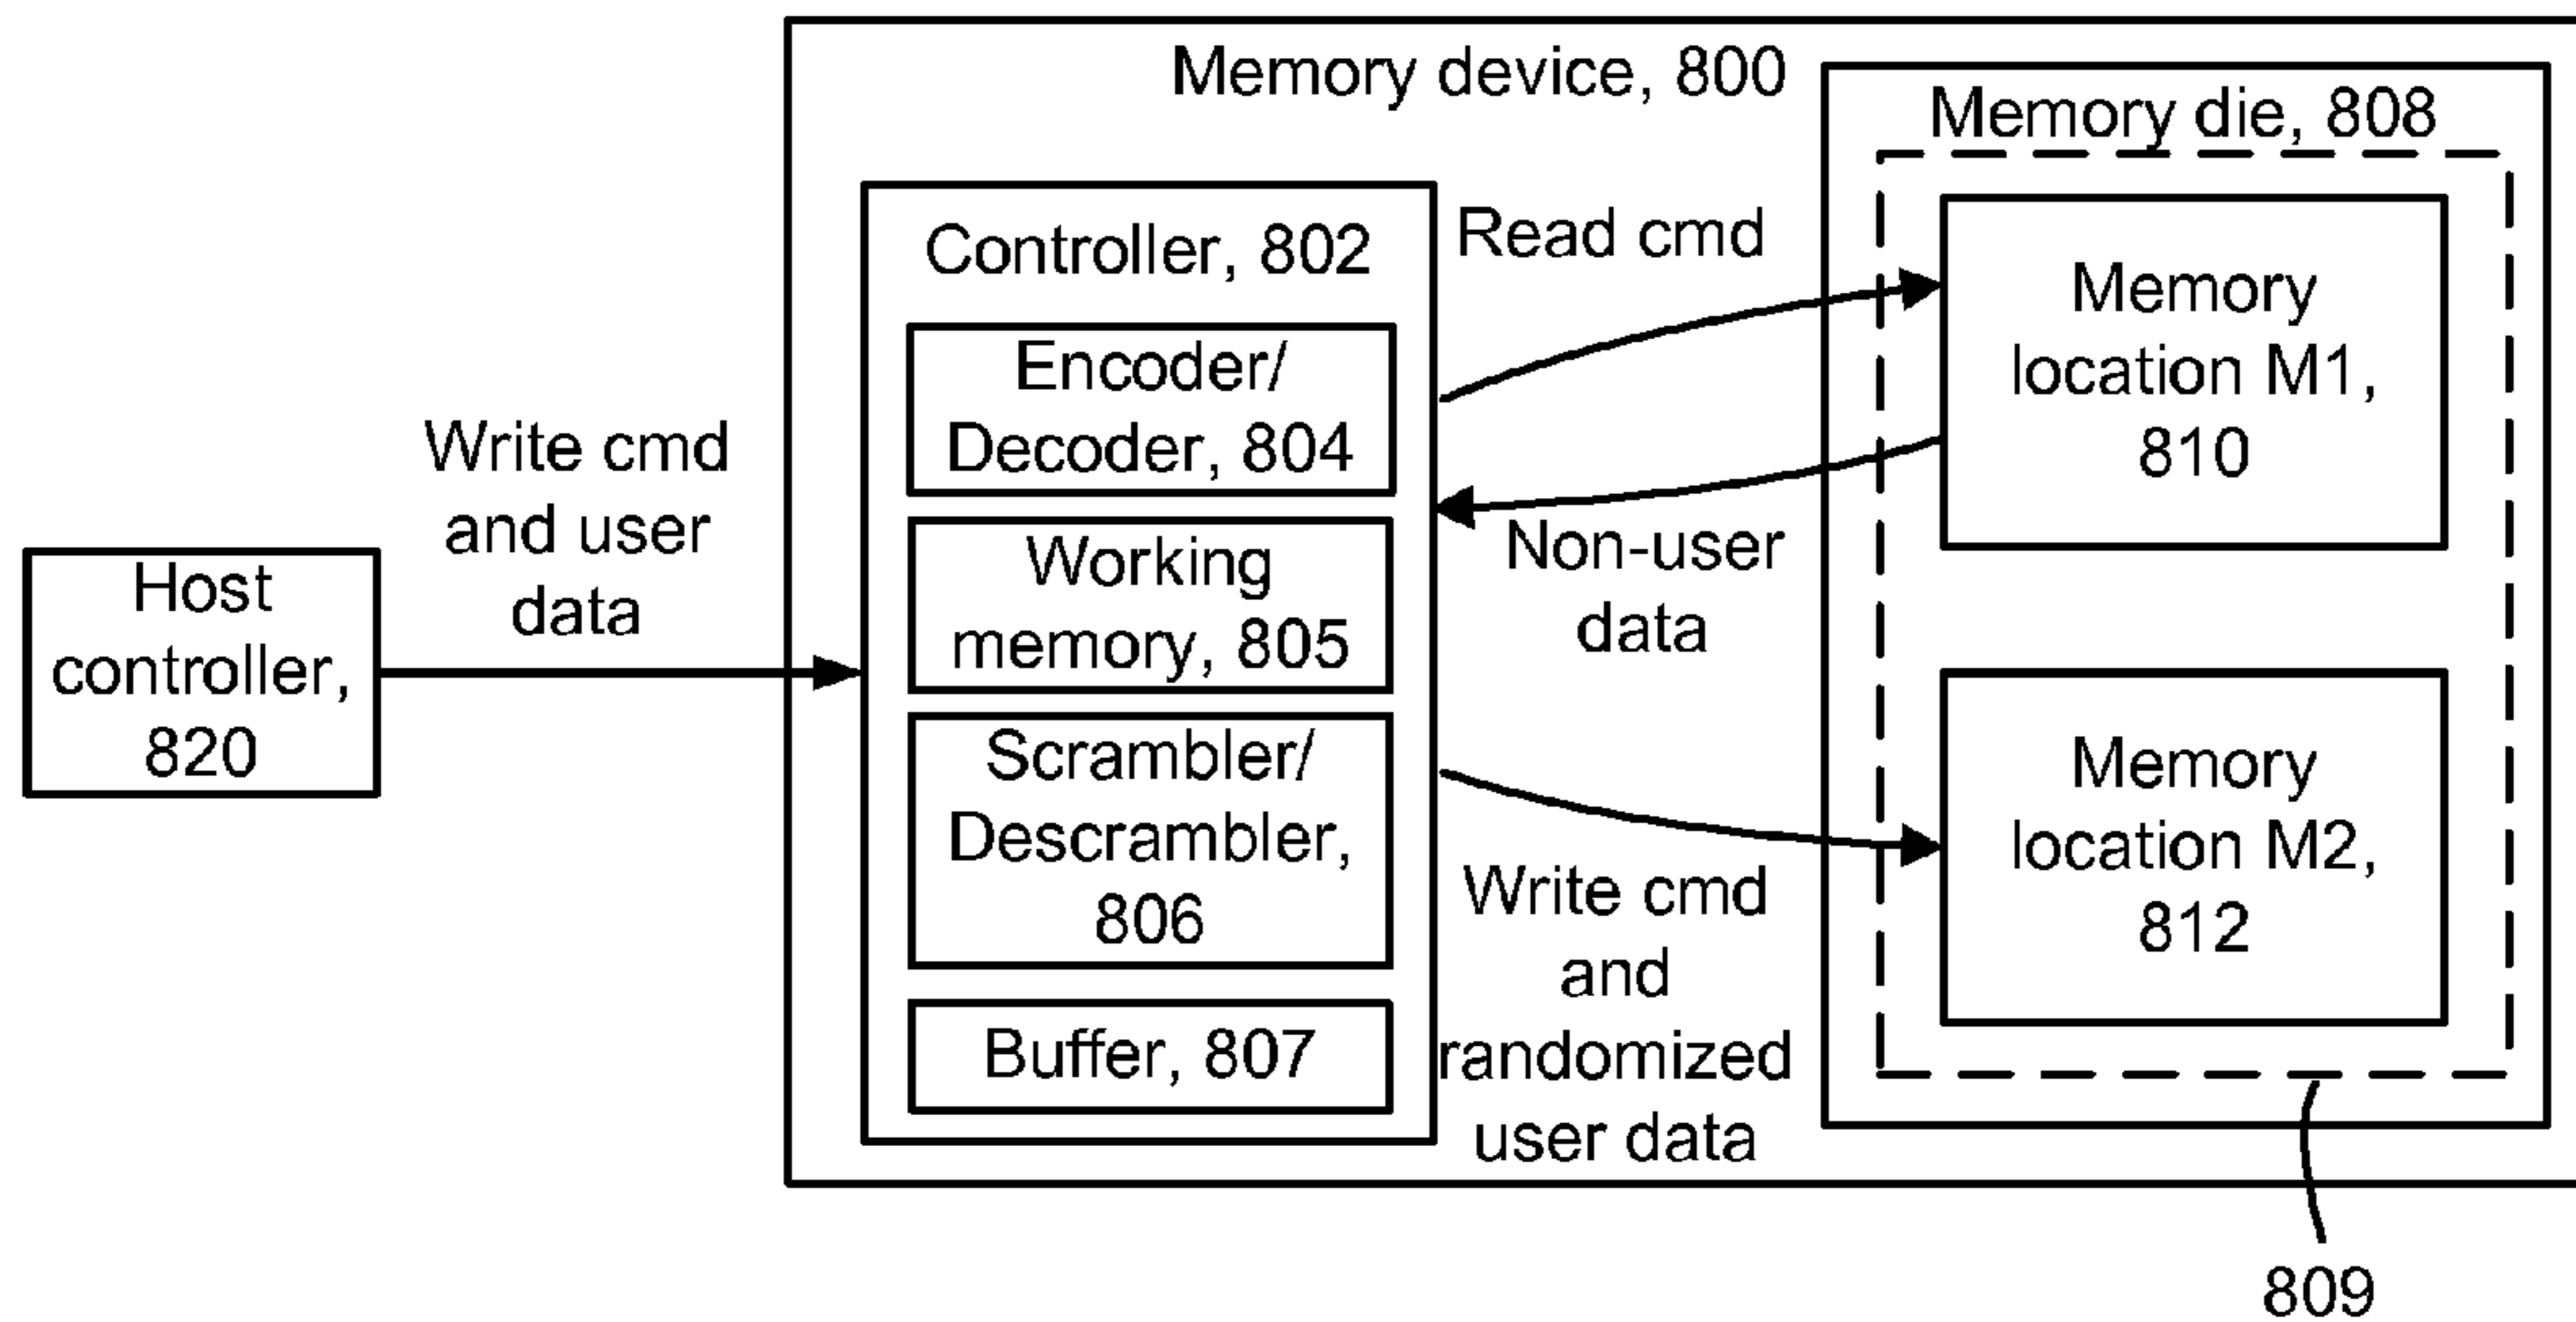 Memory device, 800
Memory die, 808
Controller, 802
Read cmd
Memory
location M1,
810
Encoder/
Decoder, 804
Write cmd
and user
data
Non-user
data
Working
memory, 805
Host
controller,
820
Scrambler/
Descrambler,
806
Memory
location M2,
812
Write cmd
and
randomized
user data
Buffer, 807
809